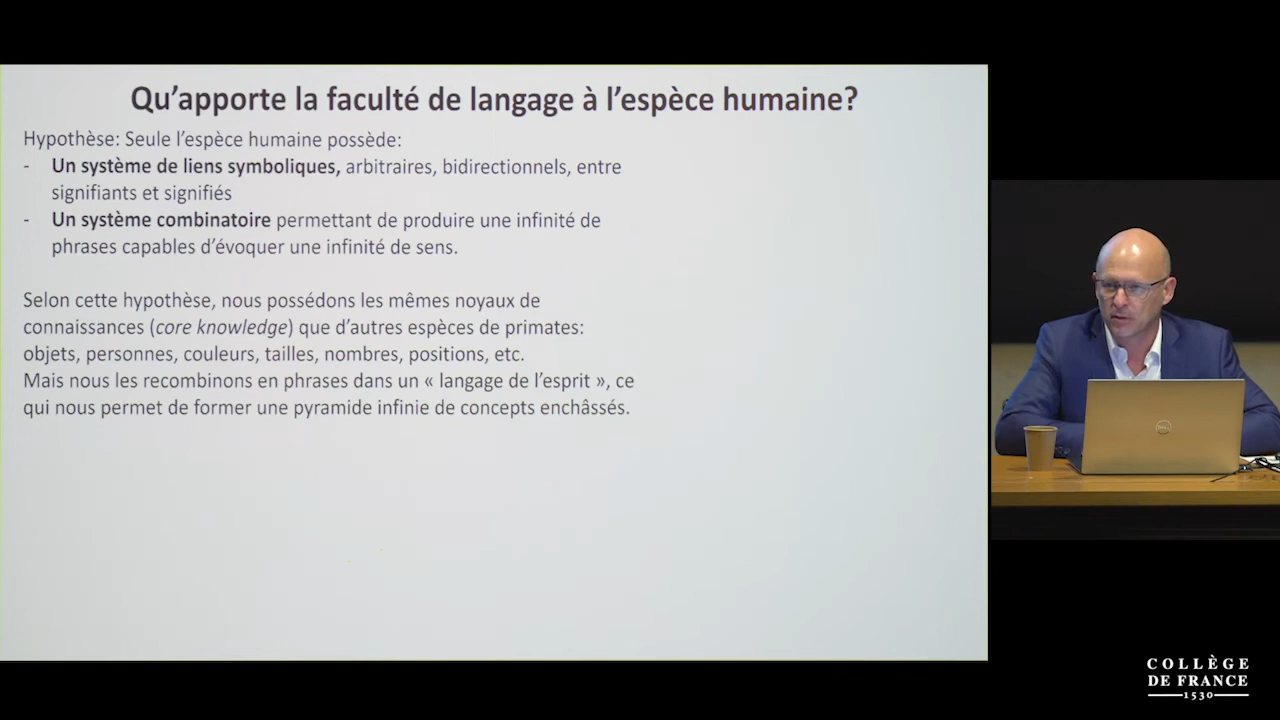 Qu’apporte la faculté de langage à l’espèce humaine?
Hypothèse: Seule l’espèce humaine possède:
- Un système de liens symboliques, arbitraires, bidirectionnels, entre
signifiants et signifiés
- Un système combinatoire permettant de produire une infinité de
phrases capables d’évoquer une infinité de sens.
Selon cette hypothèse, nous possédons les mêmes noyaux de
connaissances (core knowledge) que d’autres espèces de primates:
objets, personnes, couleurs, tailles, nombres, positions, etc.
Mais nous les recombinons en phrases dans un « langage de l’esprit », ce
qui nous permet de former une pyramide infinie de concepts enchâssés.
DELL
COLLÈGE
DE FRANCE
1530